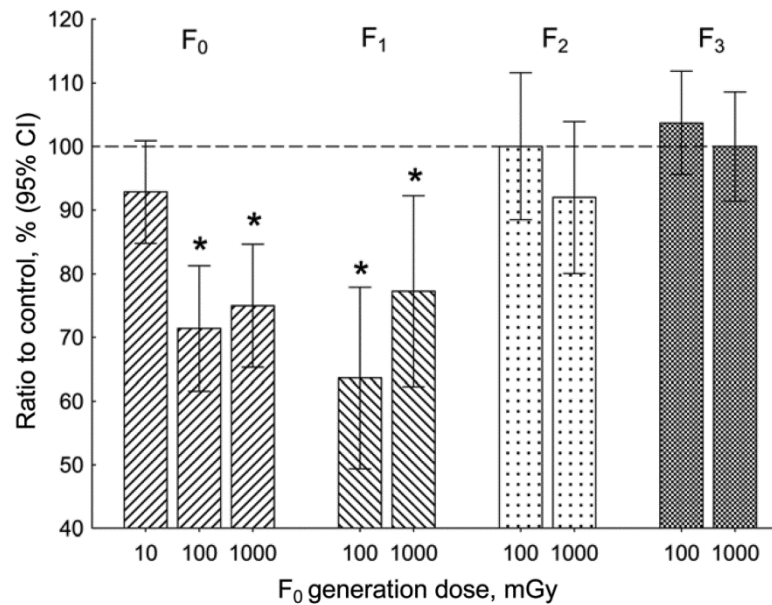 F₀ F₁ F₂ F₃
Ratio to control, % (95% CI)
120
110
100
90
80
70
60
50
40
* * * *
10 100 1000 100 1000 100 1000 100 1000
F₀ generation dose, mGy